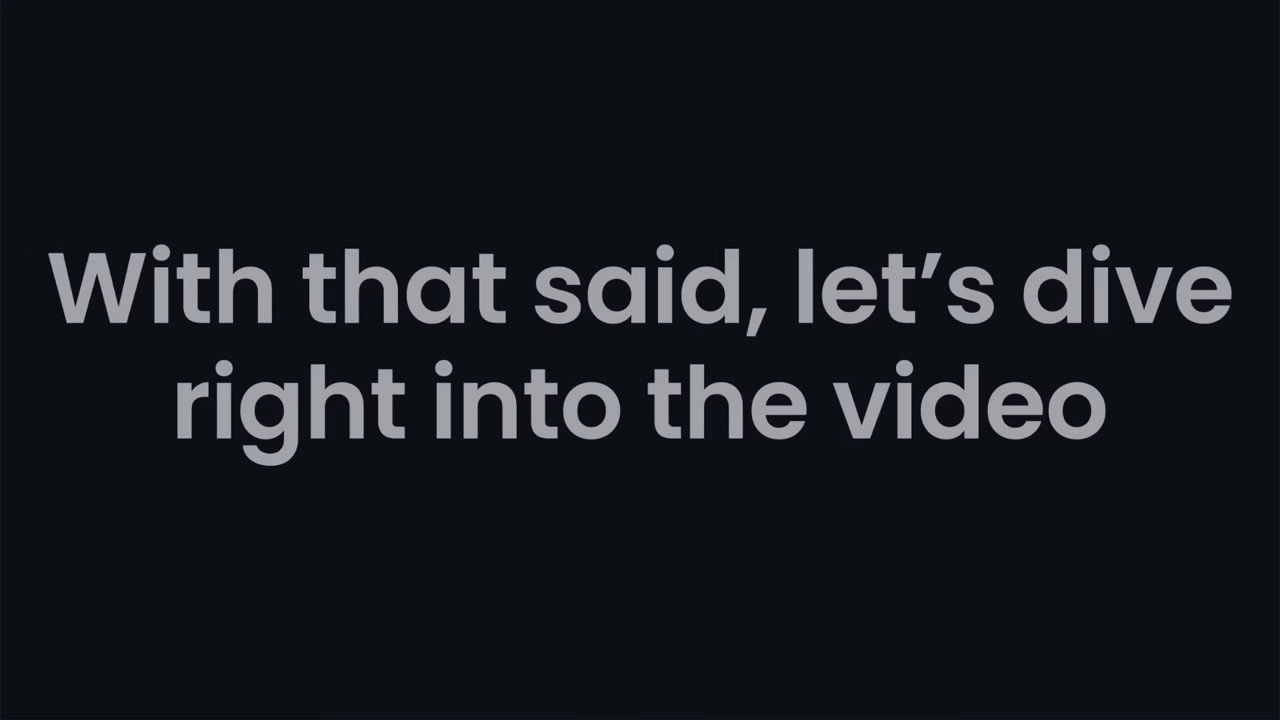 With that said, let’s dive
right into the video